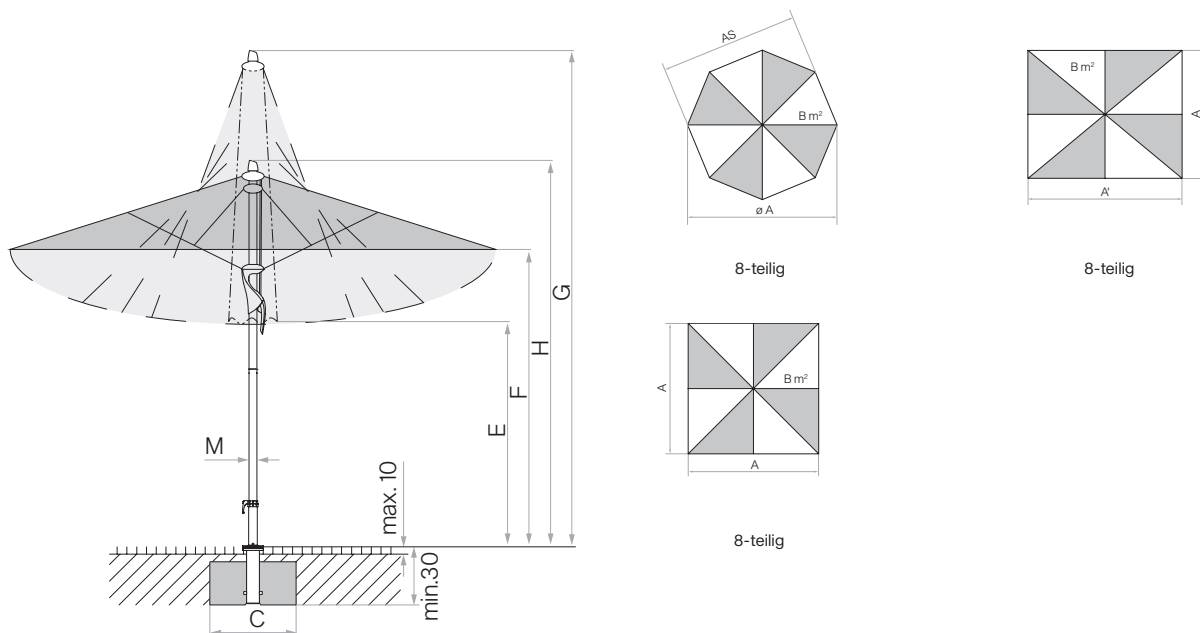 G
H
F
E
M
max. 10
min.30
C
AS
B m²
ø A
8-teilig
B m²
A
A'
8-teilig
A
B m²
A
8-teilig